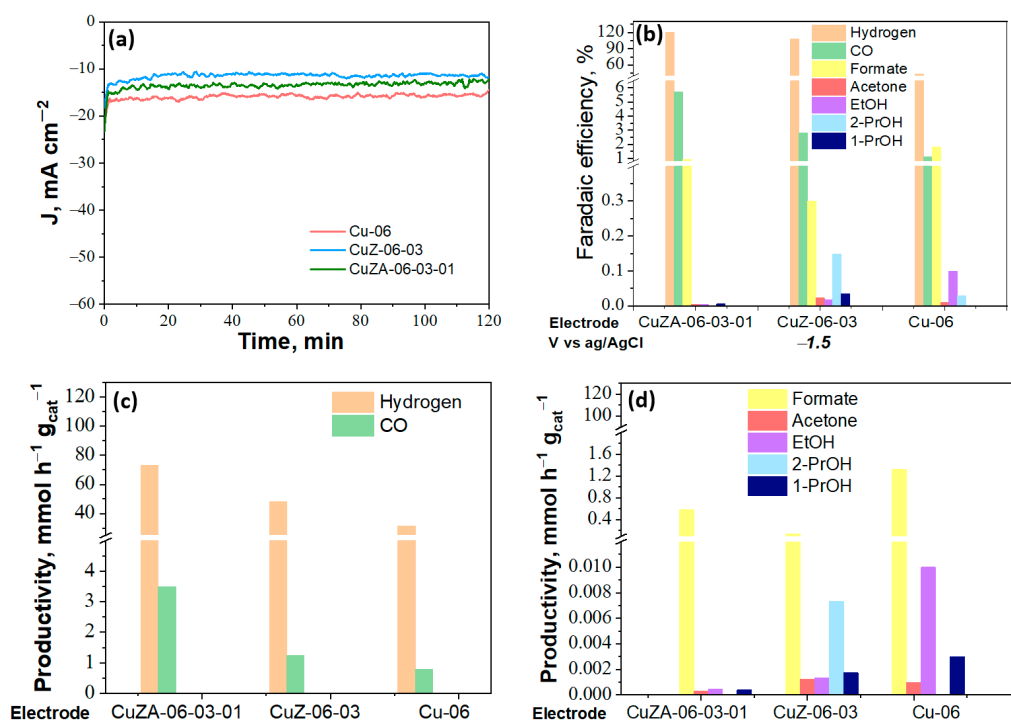 (a)
0
–10
–20
–30
–40
–50
–60
J, mA cm⁻²
Cu-06
CuZ-06-03
CuZA-06-03-01
0 20 40 60 80 100 120
Time, min
(b)
120
90
60
6
5
4
3
2
1
0.3
0.2
0.1
0.0
Faradaic efficiency, %
Hydrogen
CO
Formate
Acetone
EtOH
2-PrOH
1-PrOH
Electrode CuZA-06-03-01 CuZ-06-03 Cu-06
V vs ag/AgCl –1.5
(c)
120
100
80
60
40
4
3
2
1
0
Productivity, mmol h⁻¹ gcat⁻¹
Hydrogen
CO
Electrode CuZA-06-03-01 CuZ-06-03 Cu-06
(d)
120
100
1.6
1.2
0.8
0.4
0.010
0.008
0.006
0.004
0.002
0.000
Productivity, mmol h⁻¹ gcat⁻¹
Formate
Acetone
EtOH
2-PrOH
1-PrOH
Electrode CuZA-06-03-01 CuZ-06-03 Cu-06